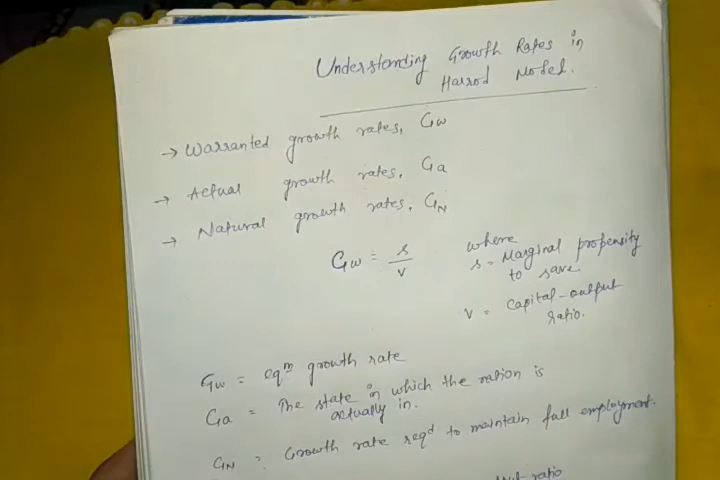 Understanding Growth Rates in
Harrod Model.
→ Warranted growth rates, Gw
→ Actual growth rates, Ga
→ Natural growth rates, GN
Gw = s/v
where
s = Marginal propensity
to save
v = Capital-output
ratio.
Gw = eqm growth rate
Ga = The state in which the nation is
actually in.
GN = Growth rate reqd to maintain full employment.
ratio